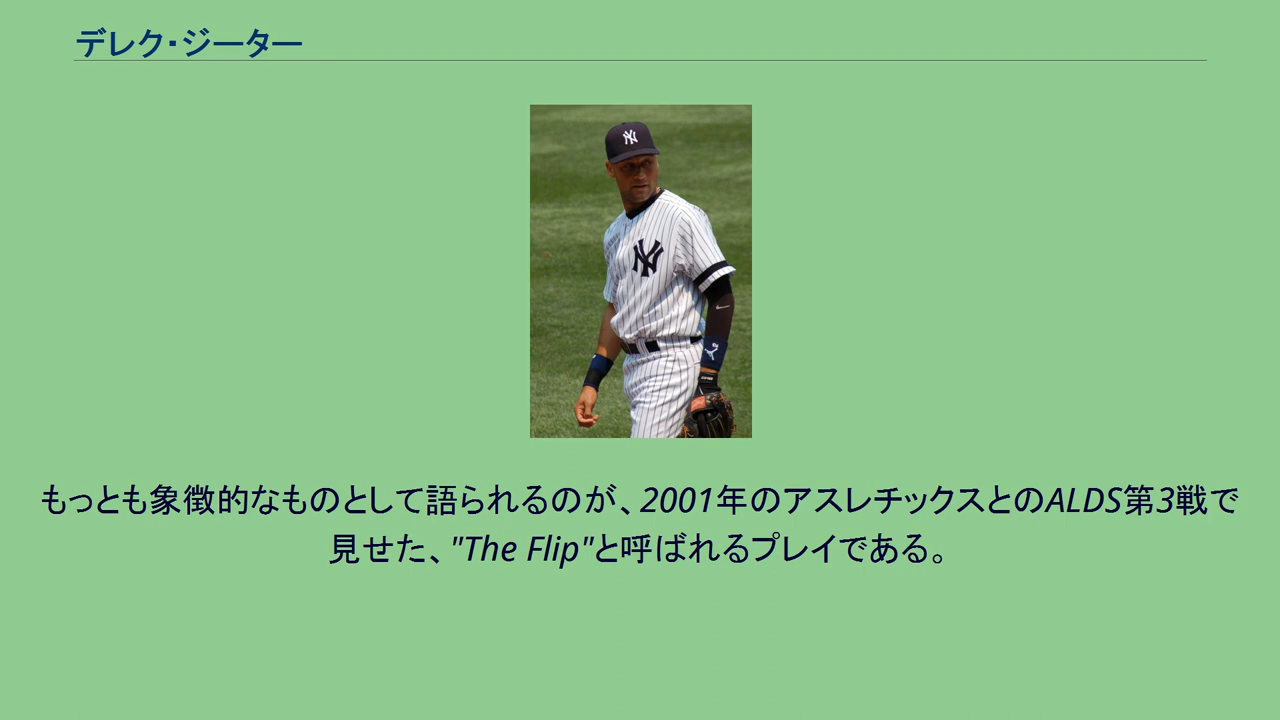 デレク・ジーター
NY
NY
もっとも象徴的なものとして語られるのが、2001年のアスレチックスとのALDS第3戦で
見せた、"The Flip"と呼ばれるプレイである。